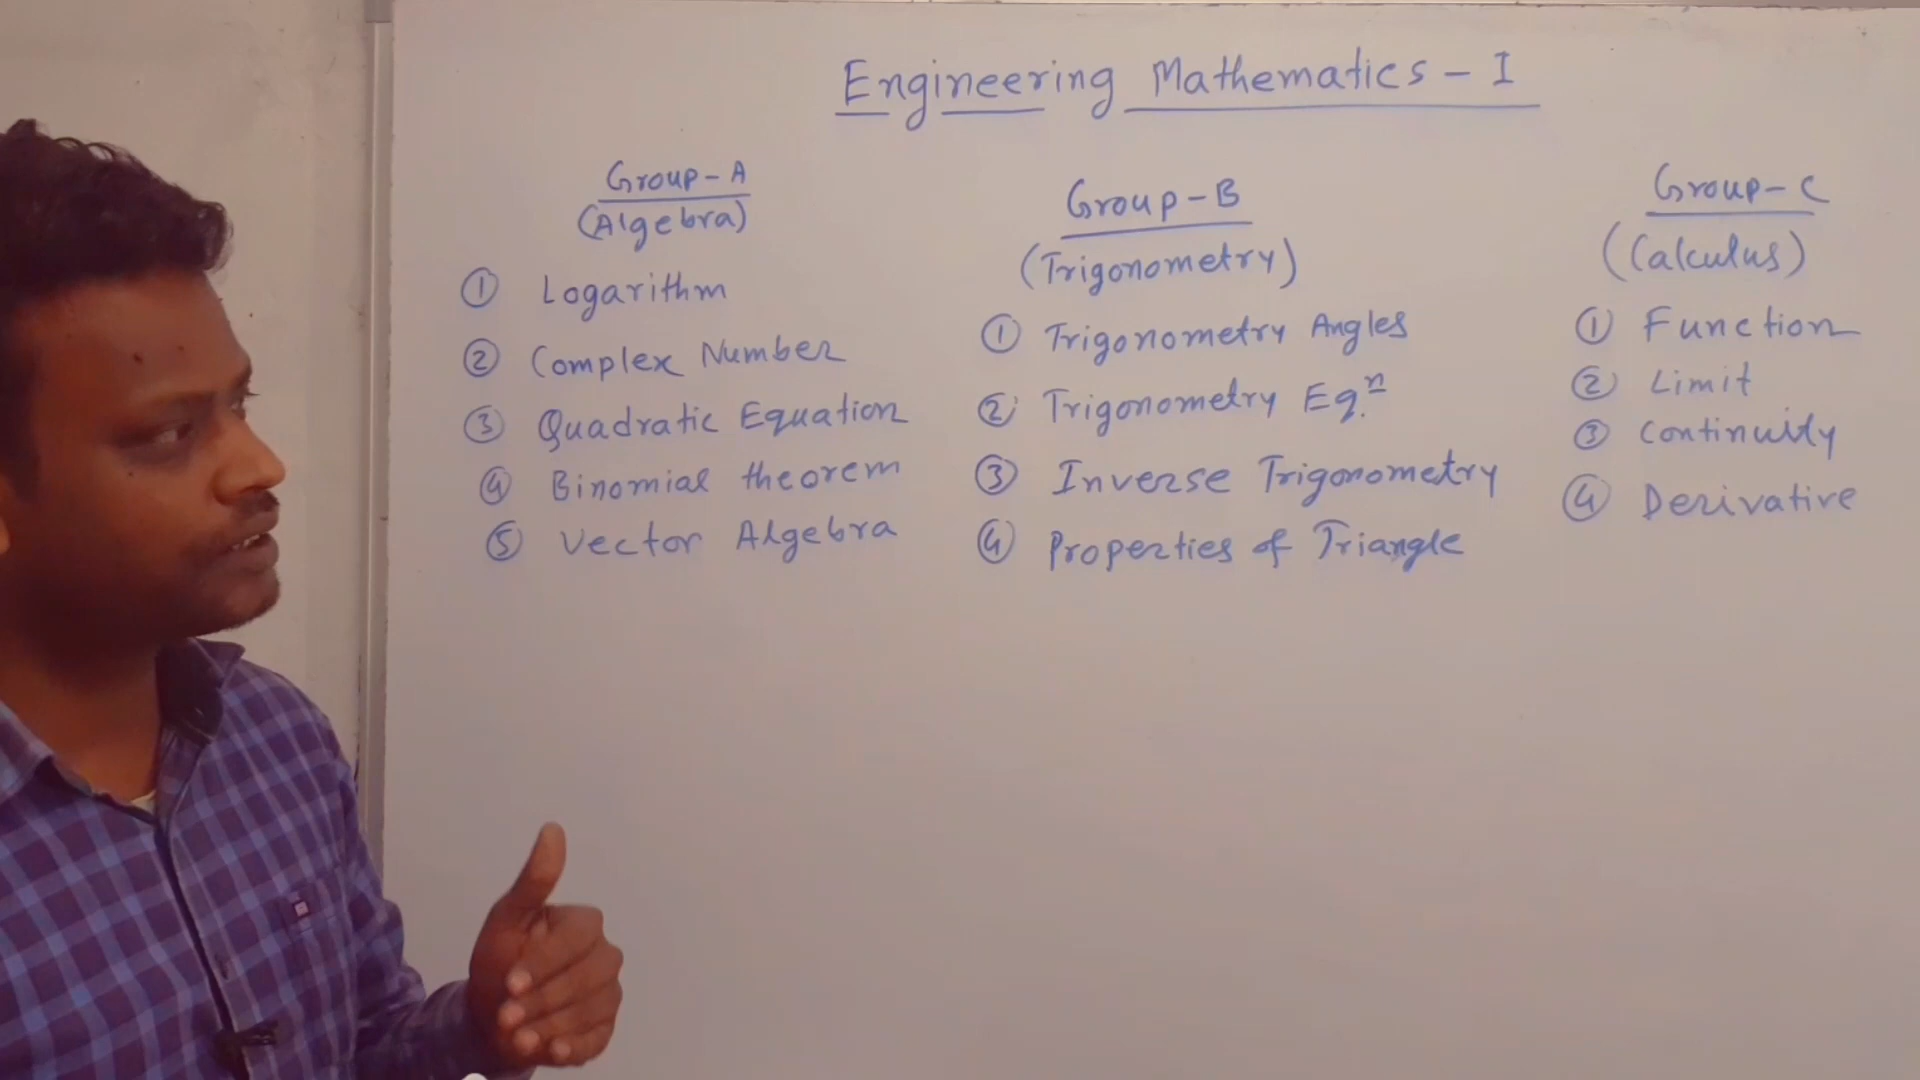 Engineering Mathematics - I
Group-A
(Algebra)
① Logarithm
② Complex Number
③ Quadratic Equation
④ Binomial theorem
⑤ Vector Algebra
Group-B
(Trigonometry)
① Trigonometry Angles
② Trigonometry Eq.ⁿ
③ Inverse Trigonometry
④ Properties of Triangle
Group-C
(Calculus)
① Function
② Limit
③ Continuity
④ Derivative